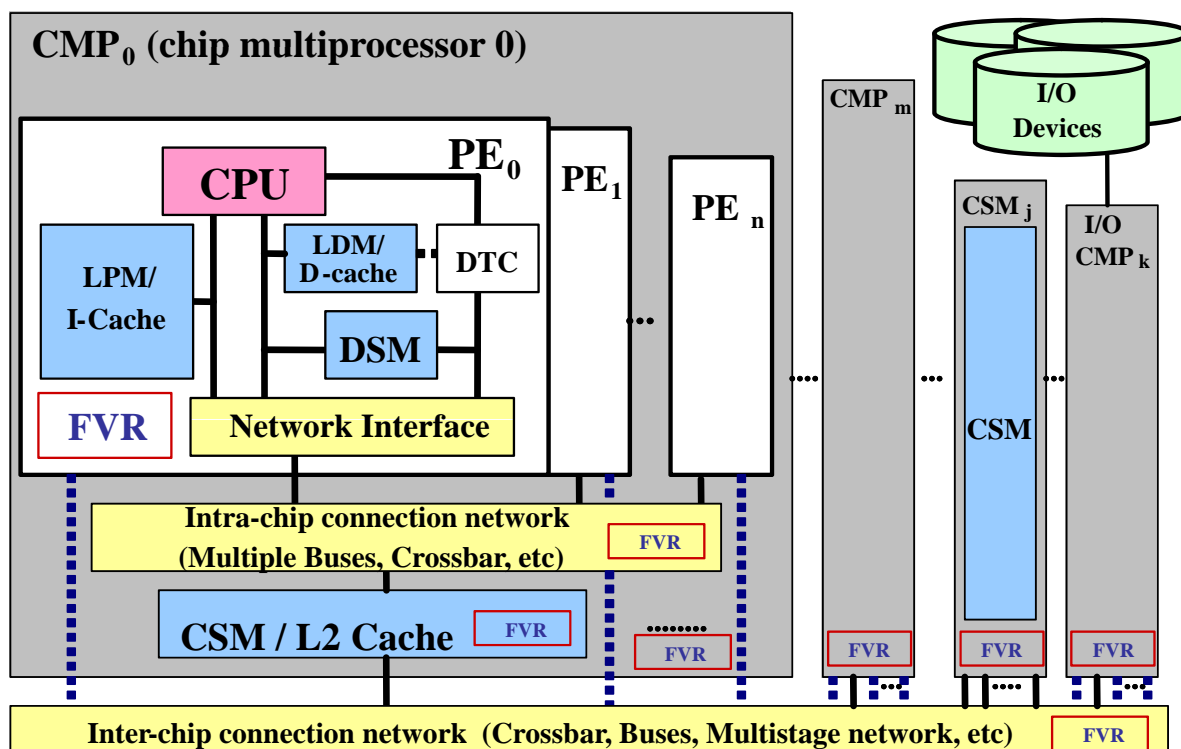 CMP0 (chip multiprocessor 0)
CPU
PE0
LPM/
I-Cache
LDM/
D-cache
DTC
DSM
FVR
Network Interface
PE1
....
PE n
Intra-chip connection network
(Multiple Buses, Crossbar, etc)
FVR
CSM / L2 Cache
FVR
........
FVR
.....
CMP m
FVR
....
....
CSM j
CSM
FVR
.....
....
I/O
Devices
I/O
CMP k
FVR
....
Inter-chip connection network (Crossbar, Buses, Multistage network, etc)
FVR